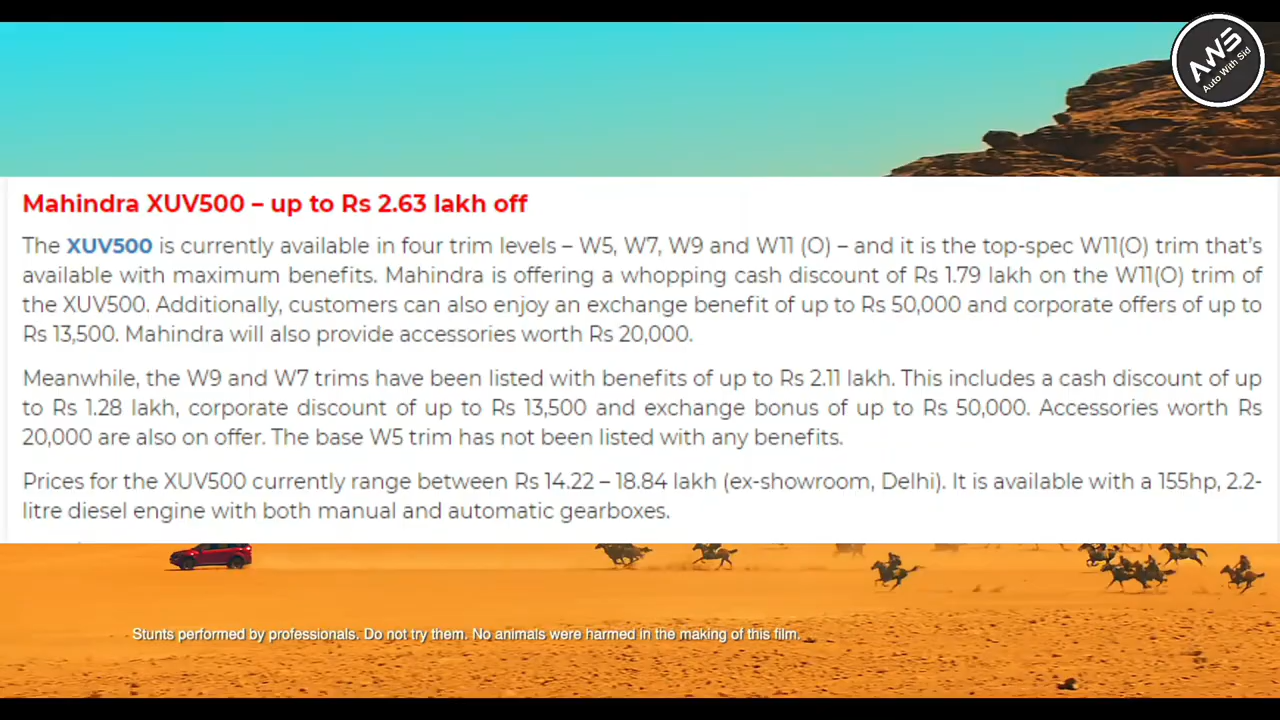 AWS
Auto With Sid
Mahindra XUV500 – up to Rs 2.63 lakh off
The XUV500 is currently available in four trim levels – W5, W7, W9 and W11 (O) – and it is the top-spec W11(O) trim that's
available with maximum benefits. Mahindra is offering a whopping cash discount of Rs 1.79 lakh on the W11(O) trim of
the XUV500. Additionally, customers can also enjoy an exchange benefit of up to Rs 50,000 and corporate offers of up to
Rs 13,500. Mahindra will also provide accessories worth Rs 20,000.
Meanwhile, the W9 and W7 trims have been listed with benefits of up to Rs 2.11 lakh. This includes a cash discount of up
to Rs 1.28 lakh, corporate discount of up to Rs 13,500 and exchange bonus of up to Rs 50,000. Accessories worth Rs
20,000 are also on offer. The base W5 trim has not been listed with any benefits.
Prices for the XUV500 currently range between Rs 14.22 – 18.84 lakh (ex-showroom, Delhi). It is available with a 155hp, 2.2-
litre diesel engine with both manual and automatic gearboxes.
Stunts performed by professionals. Do not try them. No animals were harmed in the making of this film.